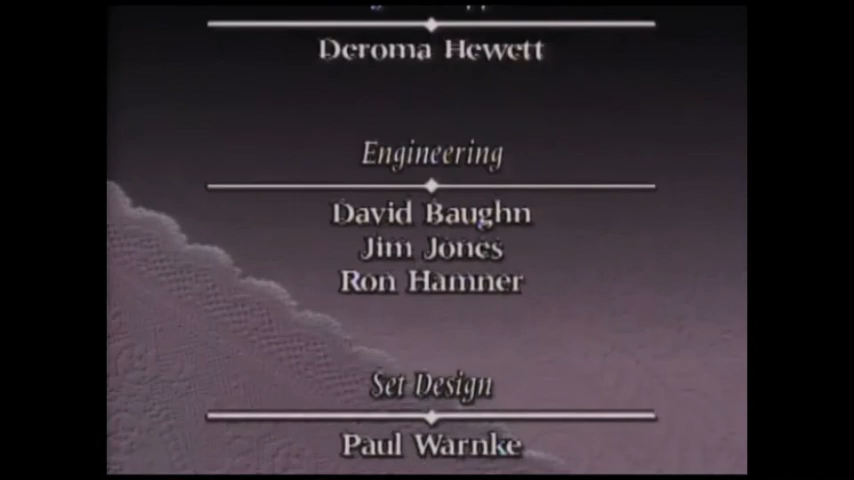 Deroma Hewett
Engineering
David Baughn
Jim Jones
Ron Hamner
Set Design
Paul Warnke